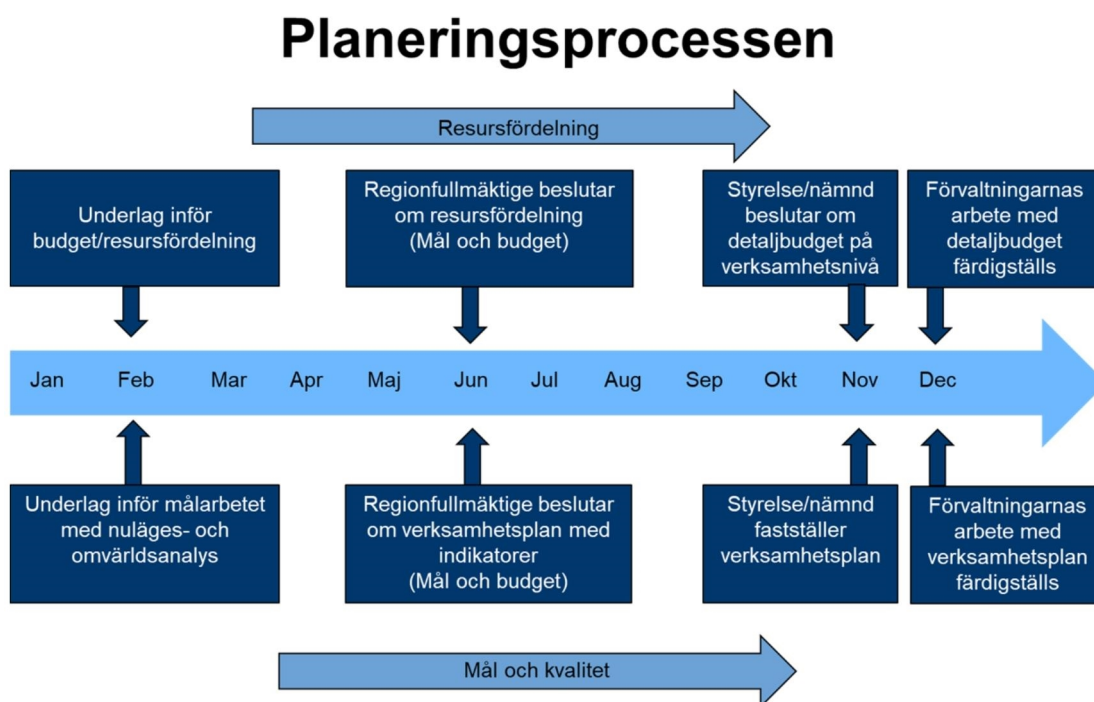 Planeringsprocessen
Resursfördelning
Underlag inför
budget/resursfördelning
Regionfullmäktige beslutar
om resursfördelning
(Mål och budget)
Styrelse/nämnd
beslutar om
detaljbudget på
verksamhetsnivå
Förvaltningarnas
arbete med
detaljbudget
färdigställs
Jan Feb Mar Apr Maj Jun Jul Aug Sep Okt Nov Dec
Underlag inför målarbetet
med nuläges- och
omvärldsanalys
Regionfullmäktige beslutar
om verksamhetsplan med
indikatorer
(Mål och budget)
Styrelse/nämnd
fastställer
verksamhetsplan
Förvaltningarnas
arbete med
verksamhetsplan
färdigställs
Mål och kvalitet